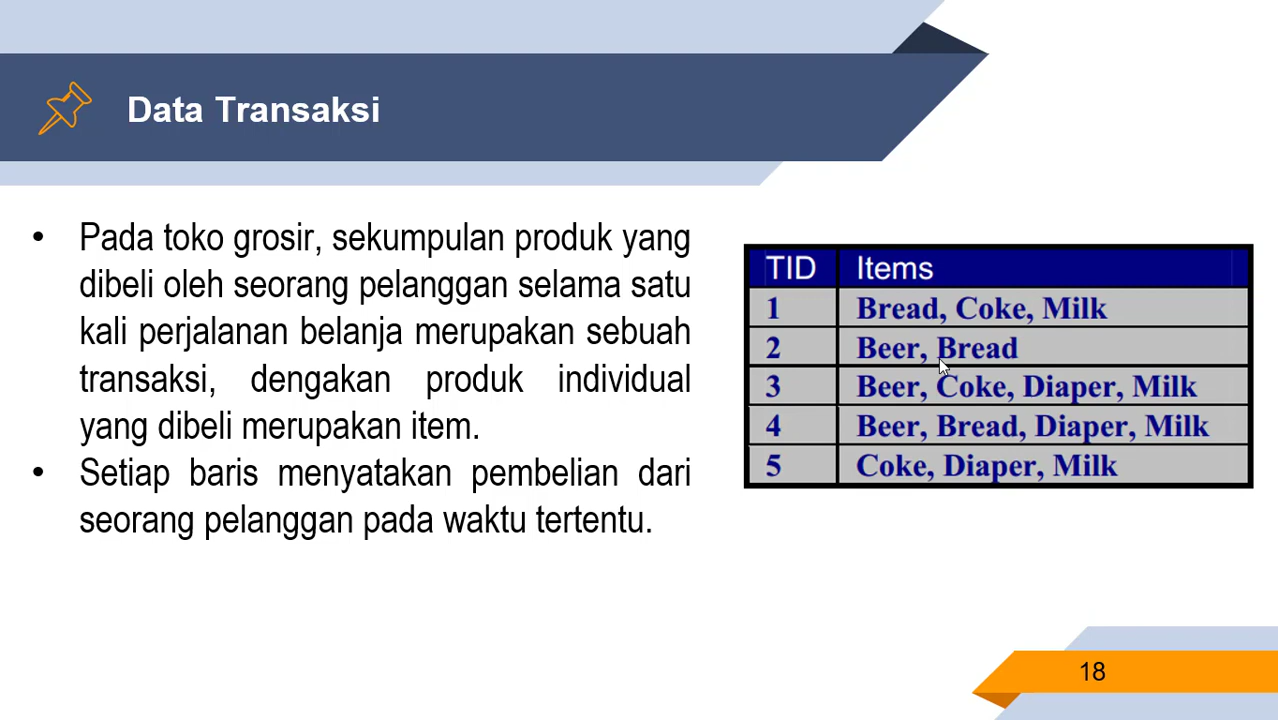 Data Transaksi
• Pada toko grosir, sekumpulan produk yang
dibeli oleh seorang pelanggan selama satu
kali perjalanan belanja merupakan sebuah
transaksi, dengakan produk individual
yang dibeli merupakan item.
• Setiap baris menyatakan pembelian dari
seorang pelanggan pada waktu tertentu.
TID Items
1 Bread, Coke, Milk
2 Beer, Bread
3 Beer, Coke, Diaper, Milk
4 Beer, Bread, Diaper, Milk
5 Coke, Diaper, Milk
18